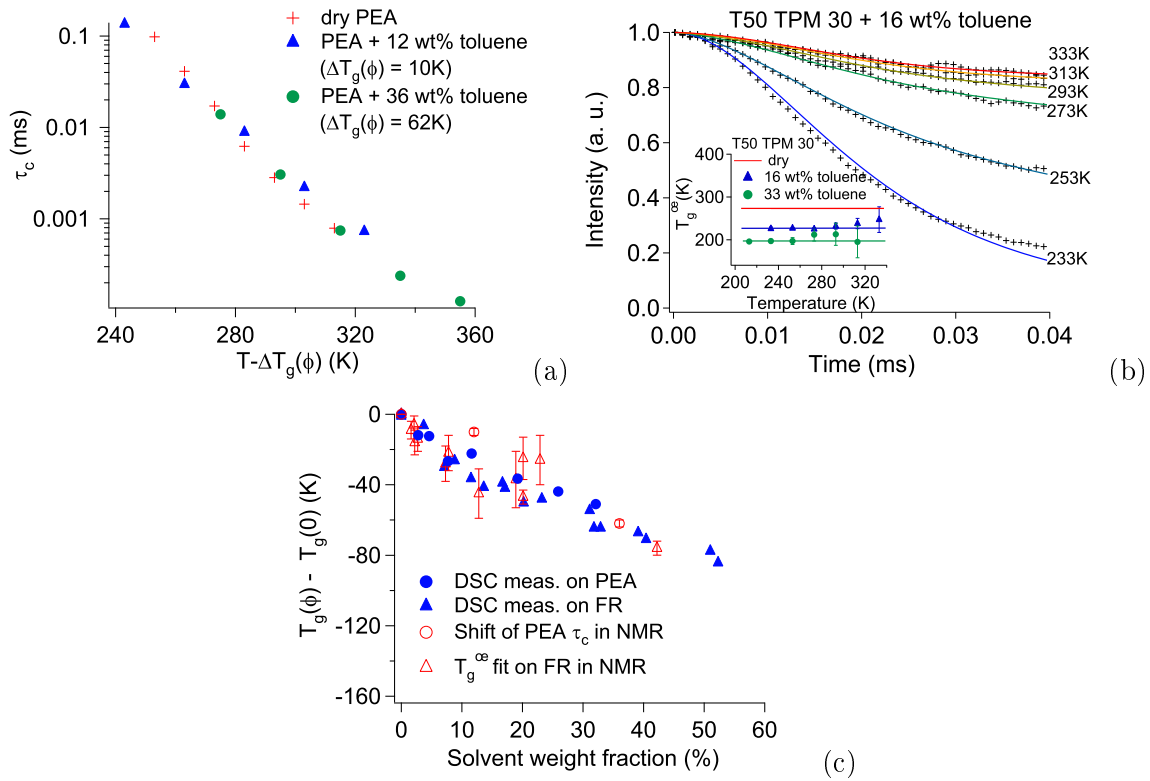 0.1
0.01
0.001
τc (ms)
+ dry PEA
▲ PEA + 12 wt% toluene
(ΔTg(ϕ) = 10K)
● PEA + 36 wt% toluene
(ΔTg(ϕ) = 62K)
240 280 320 360
T-ΔTg(ϕ) (K)
(a)
T50 TPM 30 + 16 wt% toluene
1.0
0.8
0.6
0.4
0.2
0.0
Intensity (a. u.)
333K
313K
293K
273K
253K
233K
T50 TPM 30
dry
16 wt% toluene
33 wt% toluene
400
300
200
Tg^œ(K)
200 240 280 320
Temperature (K)
0.00 0.01 0.02 0.03 0.04
Time (ms)
(b)
0
-40
-80
-120
-160
Tg(ϕ) - Tg(0) (K)
DSC meas. on PEA
DSC meas. on FR
Shift of PEA τc in NMR
Tg^œ fit on FR in NMR
0 10 20 30 40 50 60
Solvent weight fraction (%)
(c)